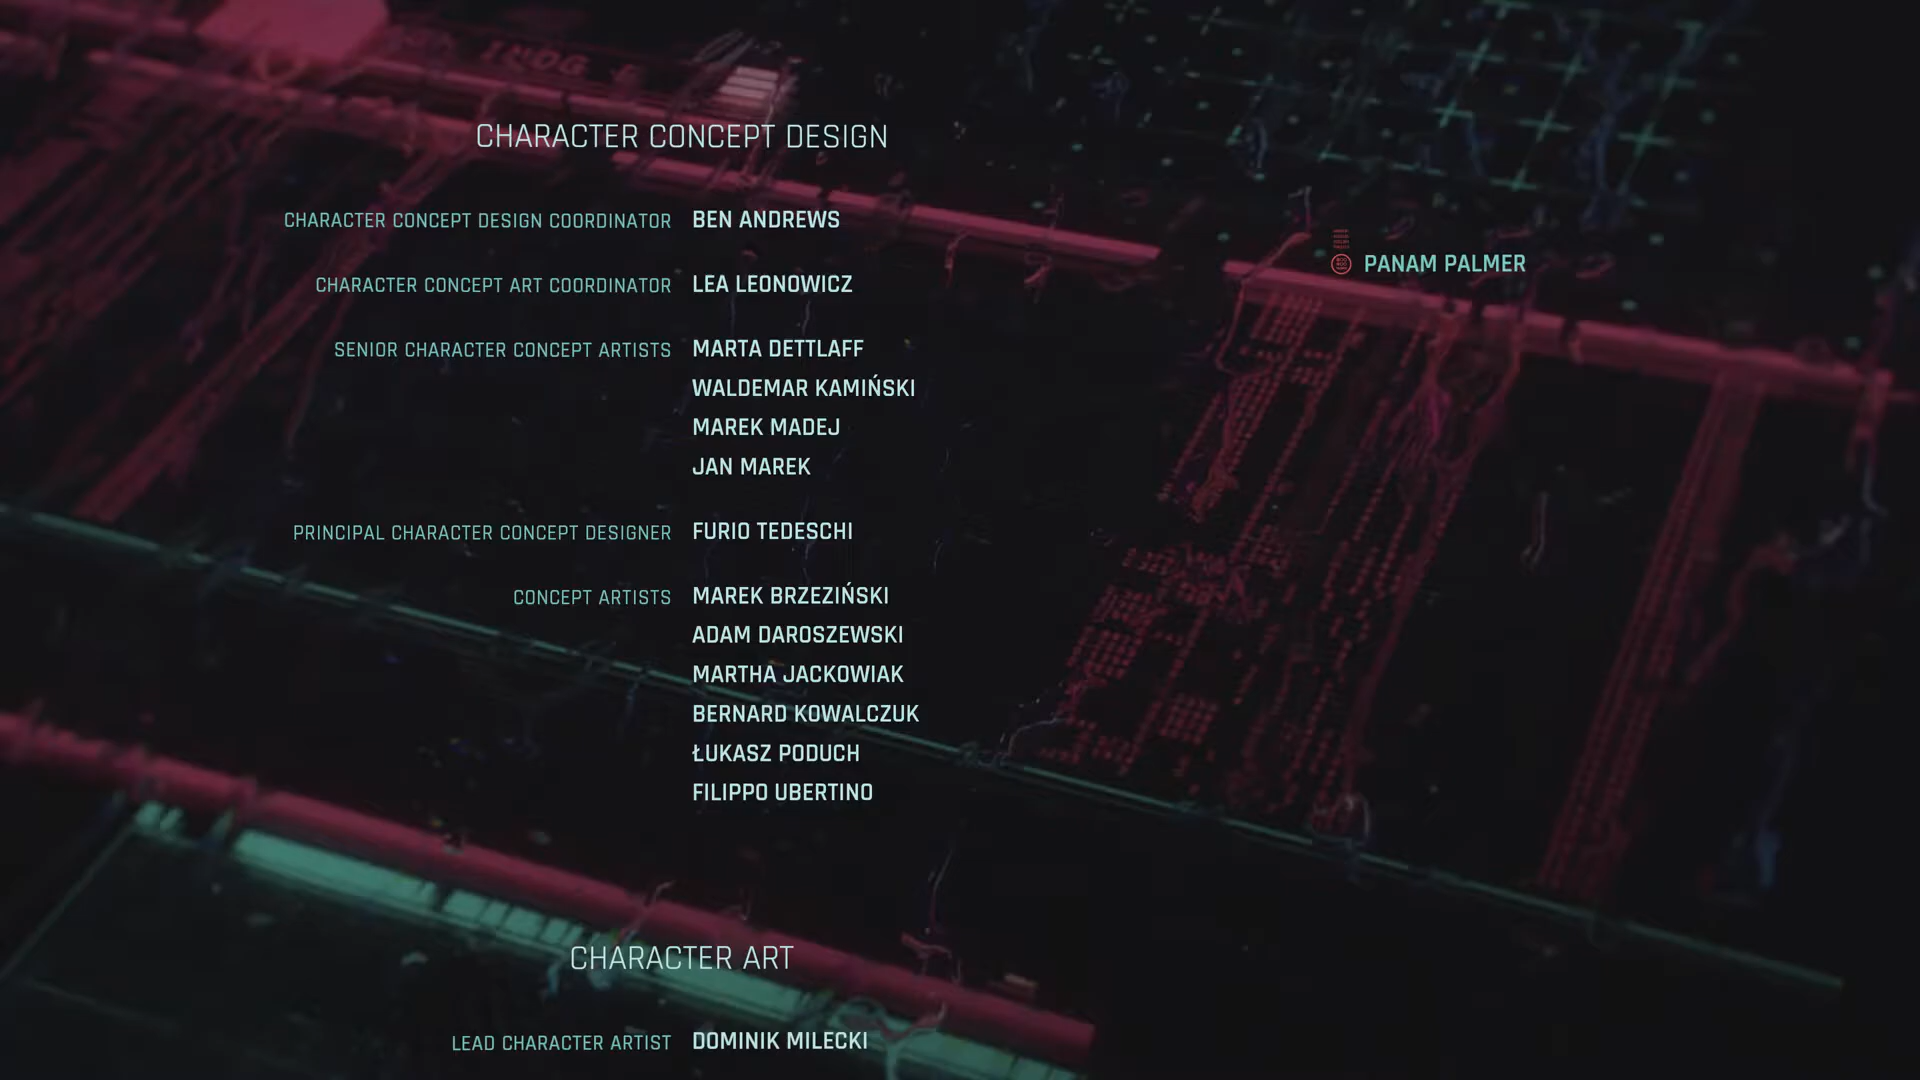 CHARACTER CONCEPT DESIGN
CHARACTER CONCEPT DESIGN COORDINATOR BEN ANDREWS
PANAM PALMER
CHARACTER CONCEPT ART COORDINATOR LEA LEONOWICZ
SENIOR CHARACTER CONCEPT ARTISTS MARTA DETTLAFF
WALDEMAR KAMIŃSKI
MAREK MADEJ
JAN MAREK
PRINCIPAL CHARACTER CONCEPT DESIGNER FURIO TEDESCHI
CONCEPT ARTISTS MAREK BRZEZIŃSKI
ADAM DAROSZEWSKI
MARTHA JACKOWIAK
BERNARD KOWALCZUK
ŁUKASZ PODUCH
FILIPPO UBERTINO
CHARACTER ART
LEAD CHARACTER ARTIST DOMINIK MILECKI